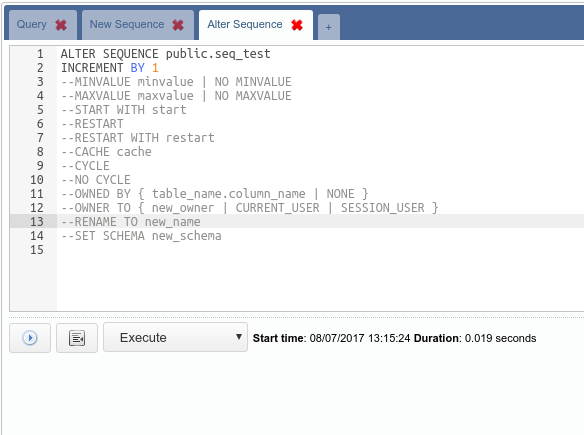 Query New Sequence Alter Sequence +
1 ALTER SEQUENCE public.seq_test
2 INCREMENT BY 1
3 --MINVALUE minvalue | NO MINVALUE
4 --MAXVALUE maxvalue | NO MAXVALUE
5 --START WITH start
6 --RESTART
7 --RESTART WITH restart
8 --CACHE cache
9 --CYCLE
10 --NO CYCLE
11 --OWNED BY { table_name.column_name | NONE }
12 --OWNER TO { new_owner | CURRENT_USER | SESSION_USER }
13 --RENAME TO new_name
14 --SET SCHEMA new_schema
15
Execute Start time: 08/07/2017 13:15:24 Duration: 0.019 seconds